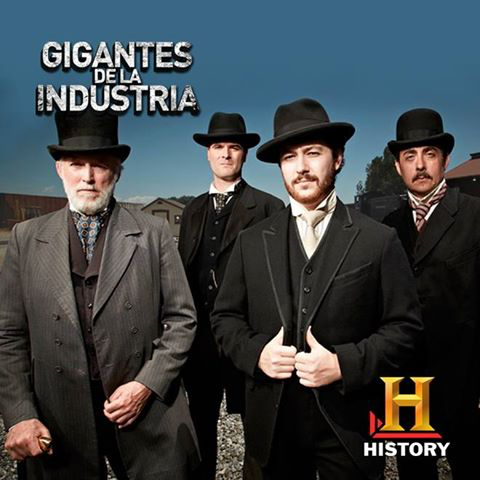 GIGANTES
DE LA
INDUSTRIA
H
HISTORY